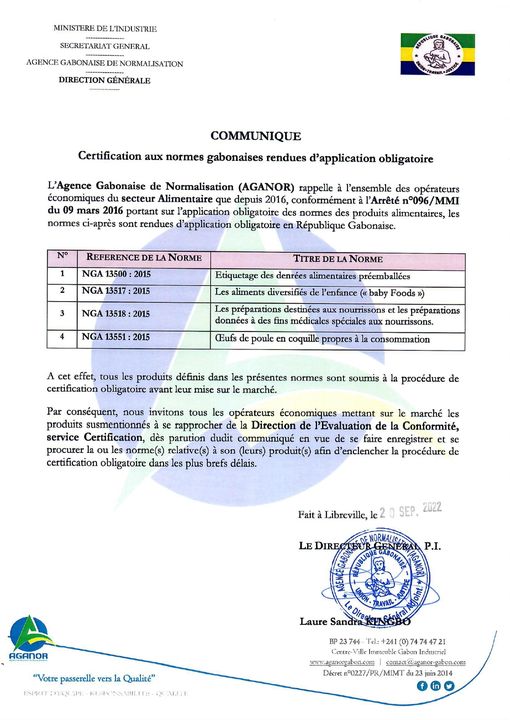 MINISTERE DE L'INDUSTRIE
SECRETARIAT GENERAL
AGENCE GABONAISE DE NORMALISATION
DIRECTION GÉNÉRALE
REPUBLIQUE GABONAISE
UNION - TRAVAIL - JUSTICE
COMMUNIQUE
Certification aux normes gabonaises rendues d'application obligatoire
L'Agence Gabonaise de Normalisation (AGANOR) rappelle à l'ensemble des opérateurs
économiques du secteur Alimentaire que depuis 2016, conformément à l'Arrêté n°096/MMI
du 09 mars 2016 portant sur l'application obligatoire des normes des produits alimentaires, les
normes ci-après sont rendues d'application obligatoire en République Gabonaise.
N° REFERENCE DE LA NORME TITRE DE LA NORME
1 NGA 13500 : 2015 Etiquetage des denrées alimentaires préemballées
2 NGA 13517 : 2015 Les aliments diversifiés de l'enfance (« baby Foods »)
3 NGA 13518 : 2015 Les préparations destinées aux nourrissons et les préparations
données à des fins médicales spéciales aux nourrissons.
4 NGA 13551 : 2015 Œufs de poule en coquille propres à la consommation
A cet effet, tous les produits définis dans les présentes normes sont soumis à la procédure de
certification obligatoire avant leur mise sur le marché.
Par conséquent, nous invitons tous les opérateurs économiques mettant sur le marché les
produits susmentionnés à se rapprocher de la Direction de l'Evaluation de la Conformité,
service Certification, dès parution dudit communiqué en vue de se faire enregistrer et se
procurer la ou les norme(s) relative(s) à son (leurs) produit(s) afin d'enclencher la procédure de
certification obligatoire dans les plus brefs délais.
Fait à Libreville, le 20 SEP. 2022
LE DIRECTEUR GENERAL P.I.
AGENCE GABONAISE DE NORMALISATION (AGANOR)
REPUBLIQUE GABONAISE
UNION - TRAVAIL - JUSTICE
Le Directeur Général Adjoint
Laure Sandra KINGBO
AGANOR
"Votre passerelle vers la Qualité"
ESPRIT D'EQUIPE - RESPONSABILITE - QUALITE
BP 23 744 - Tel.: +241 (0) 74 74 47 21
Centre-Ville Immeuble Gabon Industriel
www.aganorgabon.com | contact@aganor-gabon.com
Décret n°0227/PR/MIMT du 23 juin 2014